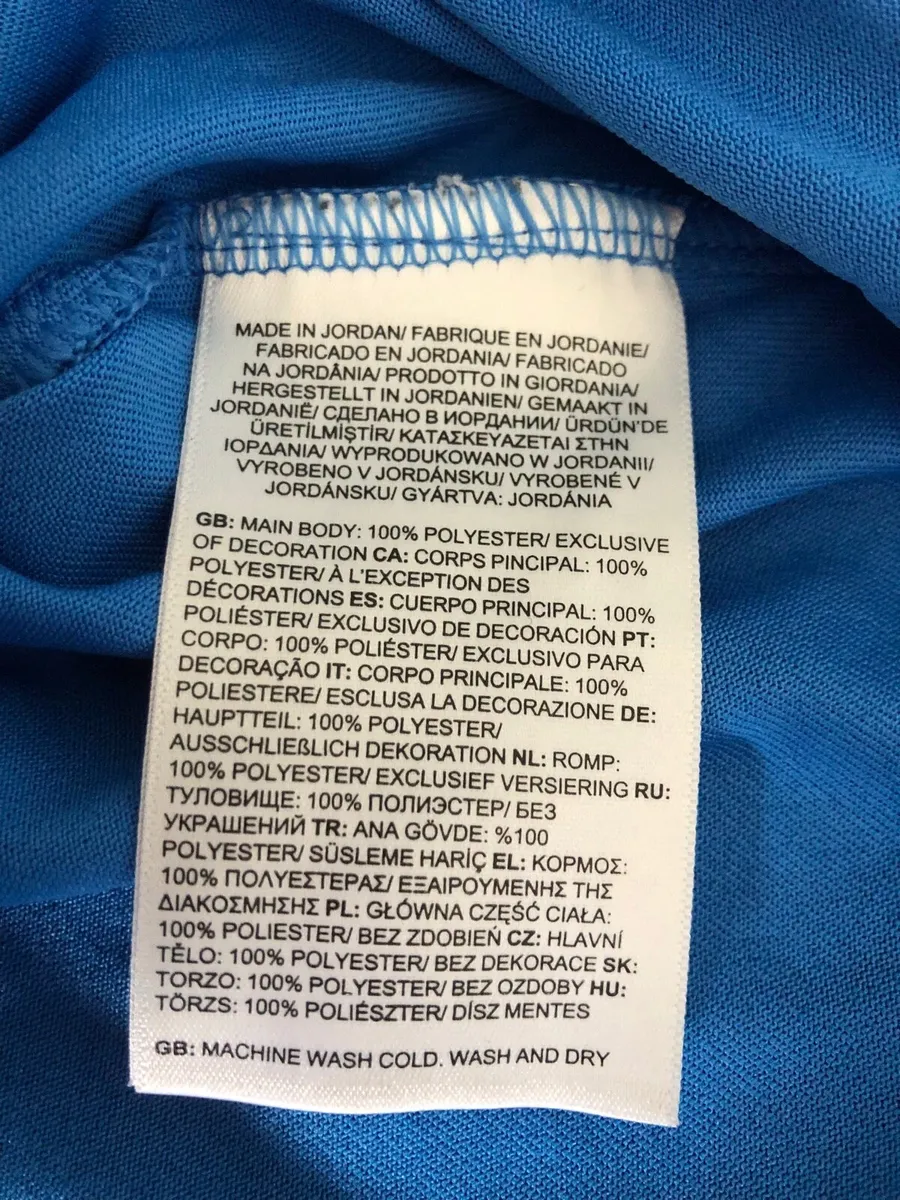 MADE IN JORDAN/ FABRIQUE EN JORDANIE/
FABRICADO EN JORDANIA/ FABRICADO
NA JORDÂNIA/ PRODOTTO IN GIORDANIA/
HERGESTELLT IN JORDANIEN/ GEMAAKT IN
JORDANIË/ СДЕЛАНО В ИОРДАНИИ/ ÜRDÜN'DE
ÜRETİLMİŞTİR/ ΚΑΤΑΣΚΕΥΑΖΕΤΑΙ ΣΤΗΝ
ΙΟΡΔΑΝΙΑ/ WYPRODUKOWANO W JORDANII/
VYROBENO V JORDÁNSKU/ VYROBENÉ V
JORDÁNSKU/ GYÁRTVA: JORDÁNIA
GB: MAIN BODY: 100% POLYESTER/ EXCLUSIVE
OF DECORATION CA: CORPS PINCIPAL: 100%
POLYESTER/ À L'EXCEPTION DES
DÉCORATIONS ES: CUERPO PRINCIPAL: 100%
POLIÉSTER/ EXCLUSIVO DE DECORACIÓN PT:
CORPO: 100% POLIÉSTER/ EXCLUSIVO PARA
DECORAÇÃO IT: CORPO PRINCIPALE: 100%
POLIESTERE/ ESCLUSA LA DECORAZIONE DE:
HAUPTTEIL: 100% POLYESTER/
AUSSCHLIEßLICH DEKORATION NL: ROMP:
100% POLYESTER/ EXCLUSIEF VERSIERING RU:
ТУЛОВИЩЕ: 100% ПОЛИЭСТЕР/ БЕЗ
УКРАШЕНИЙ TR: ANA GÖVDE: %100
POLYESTER/ SÜSLEME HARİÇ EL: ΚΟΡΜΟΣ:
100% ΠΟΛΥΕΣΤΕΡΑΣ/ ΕΞΑΙΡΟΥΜΕΝΗΣ ΤΗΣ
ΔΙΑΚΟΣΜΗΣΗΣ PL: GŁÓWNA CZĘŚĆ CIAŁA:
100% POLIESTER/ BEZ ZDOBIEŃ CZ: HLAVNÍ
TĚLO: 100% POLYESTER/ BEZ DEKORACE SK:
TORZO: 100% POLYESTER/ BEZ OZDOBY HU:
TÖRZS: 100% POLIÉSZTER/ DÍSZ MENTES
GB: MACHINE WASH COLD. WASH AND DRY